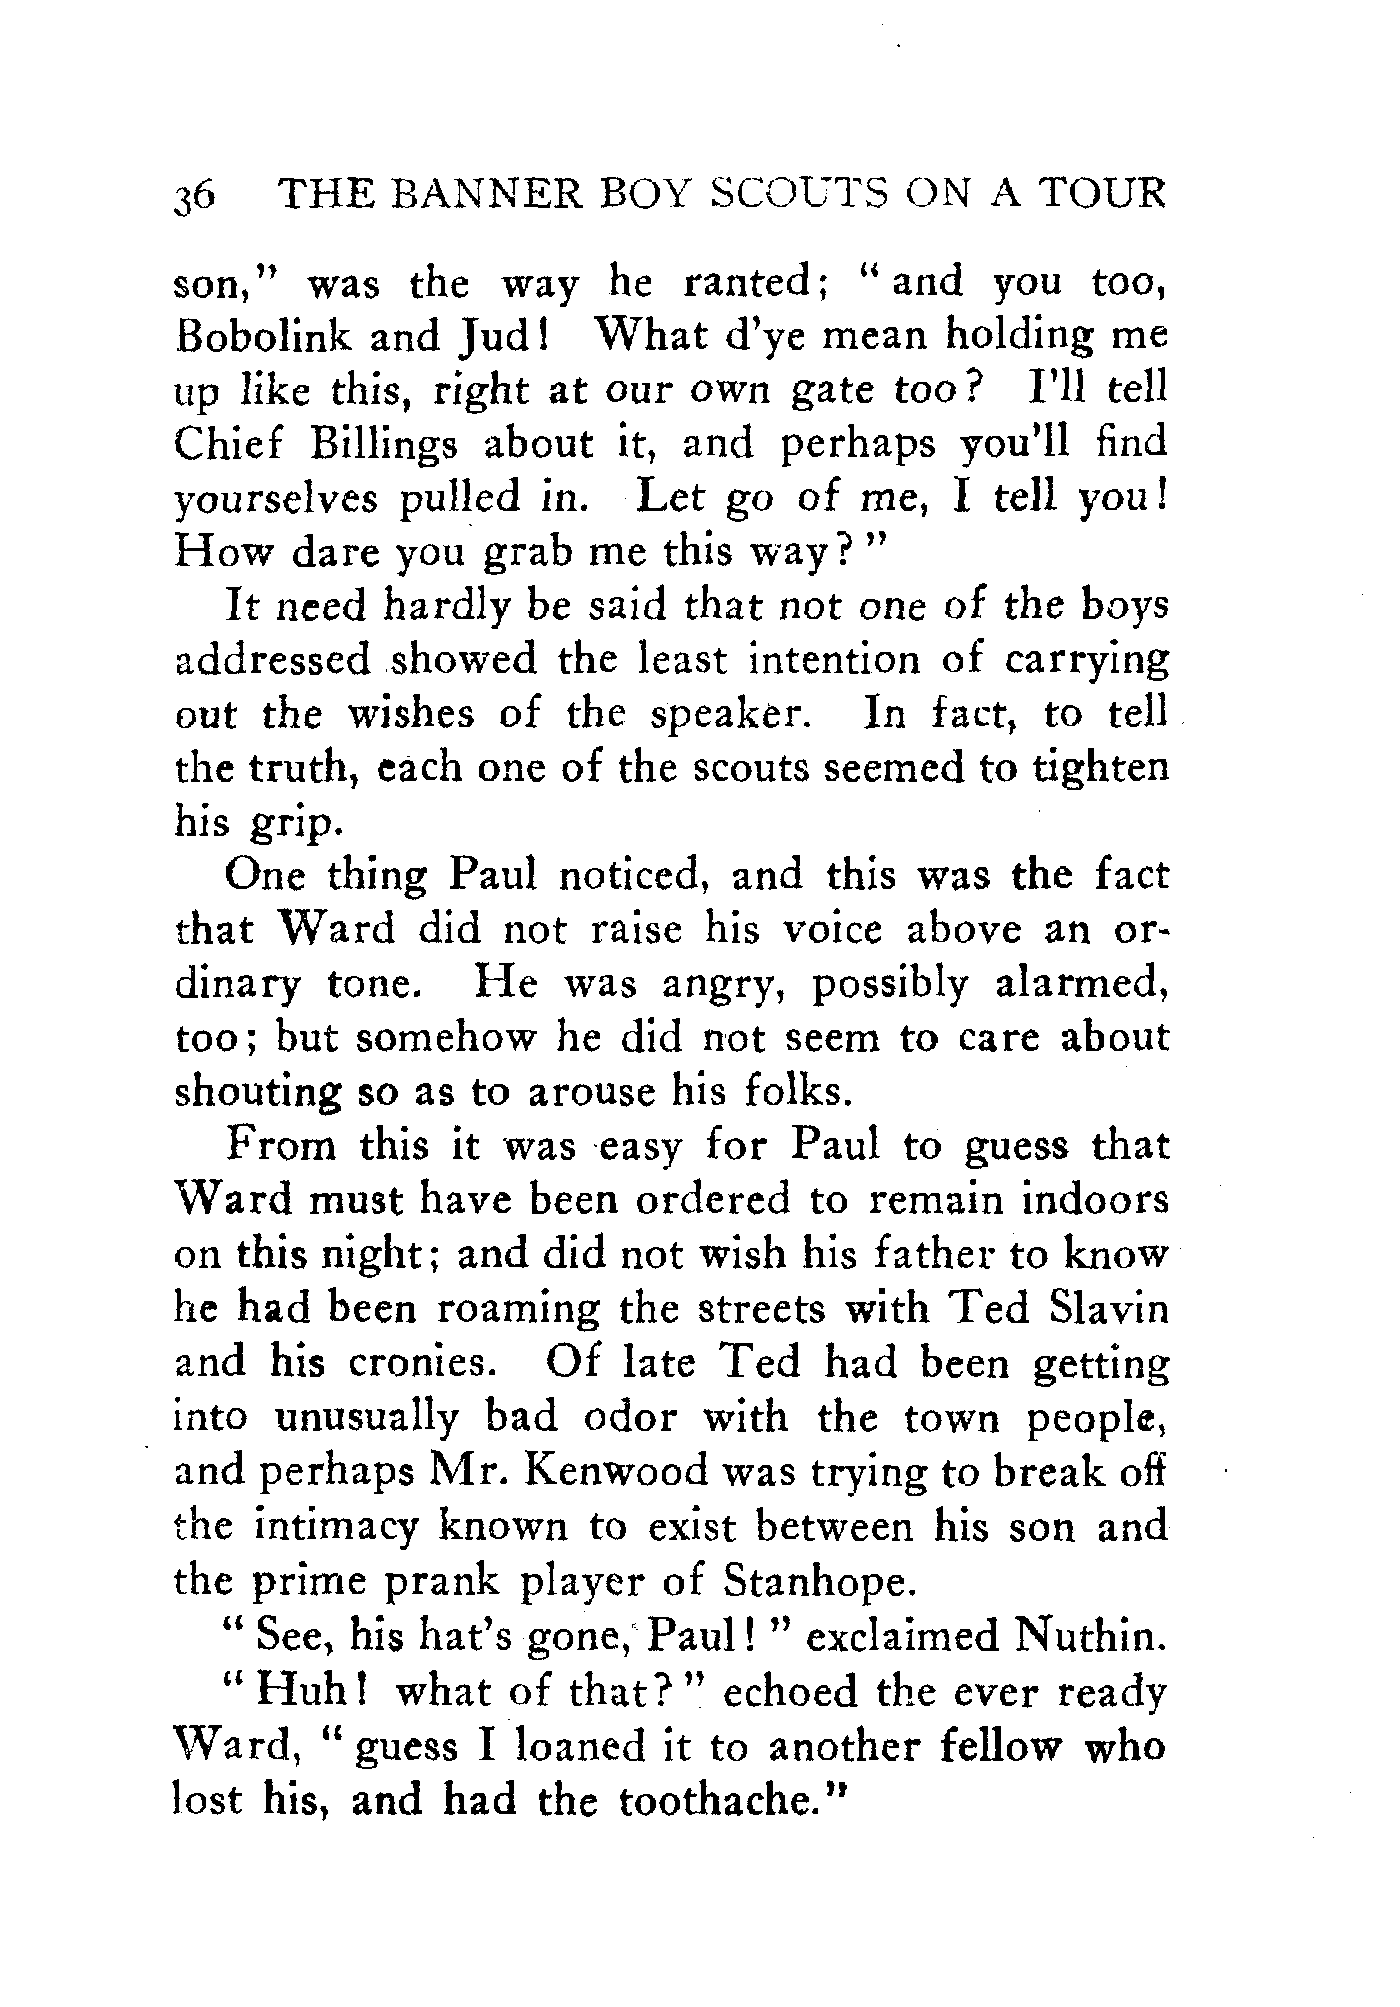 36 THE BANNER BOY SCOUTS ON A TOUR
son," was the way he ranted; "and you too,
Bobolink and Jud! What d'ye mean holding me
up like this, right at our own gate too? I'll tell
Chief Billings about it, and perhaps you'll find
yourselves pulled in. Let go of me, I tell you!
How dare you grab me this way?"
It need hardly be said that not one of the boys
addressed showed the least intention of carrying
out the wishes of the speaker. In fact, to tell
the truth, each one of the scouts seemed to tighten
his grip.
One thing Paul noticed, and this was the fact
that Ward did not raise his voice above an or-
dinary tone. He was angry, possibly alarmed,
too; but somehow he did not seem to care about
shouting so as to arouse his folks.
From this it was easy for Paul to guess that
Ward must have been ordered to remain indoors
on this night; and did not wish his father to know
he had been roaming the streets with Ted Slavin
and his cronies. Of late Ted had been getting
into unusually bad odor with the town people,
and perhaps Mr. Kenwood was trying to break off
the intimacy known to exist between his son and
the prime prank player of Stanhope.
"See, his hat's gone, Paul!" exclaimed Nuthin.
"Huh! what of that?" echoed the ever ready
Ward, "guess I loaned it to another fellow who
lost his, and had the toothache."